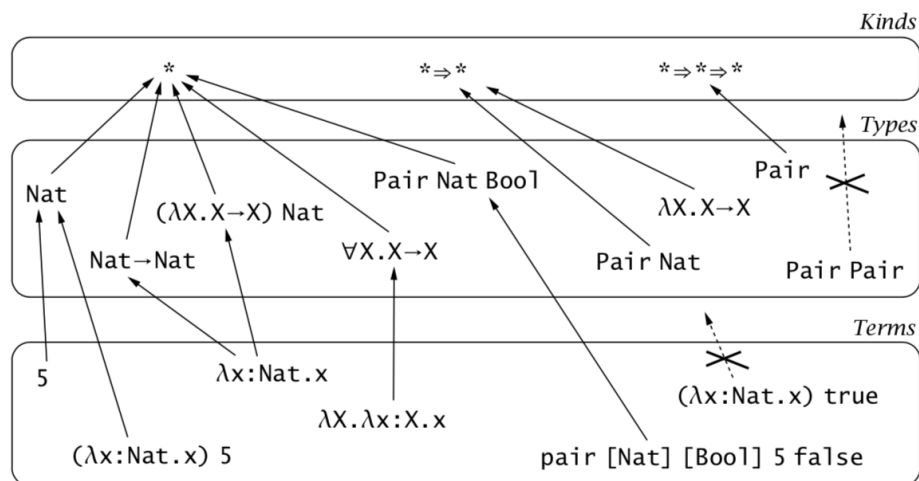 Kinds
* *⇒* *⇒*⇒*
Types
Nat
Pair Nat Bool
Pair
(λX.X→X) Nat
λX.X→X
Nat→Nat
∀X.X→X
Pair Nat
Pair Pair
Terms
5
λx:Nat.x
(λx:Nat.x) true
λX.λx:X.x
(λx:Nat.x) 5
pair [Nat] [Bool] 5 false